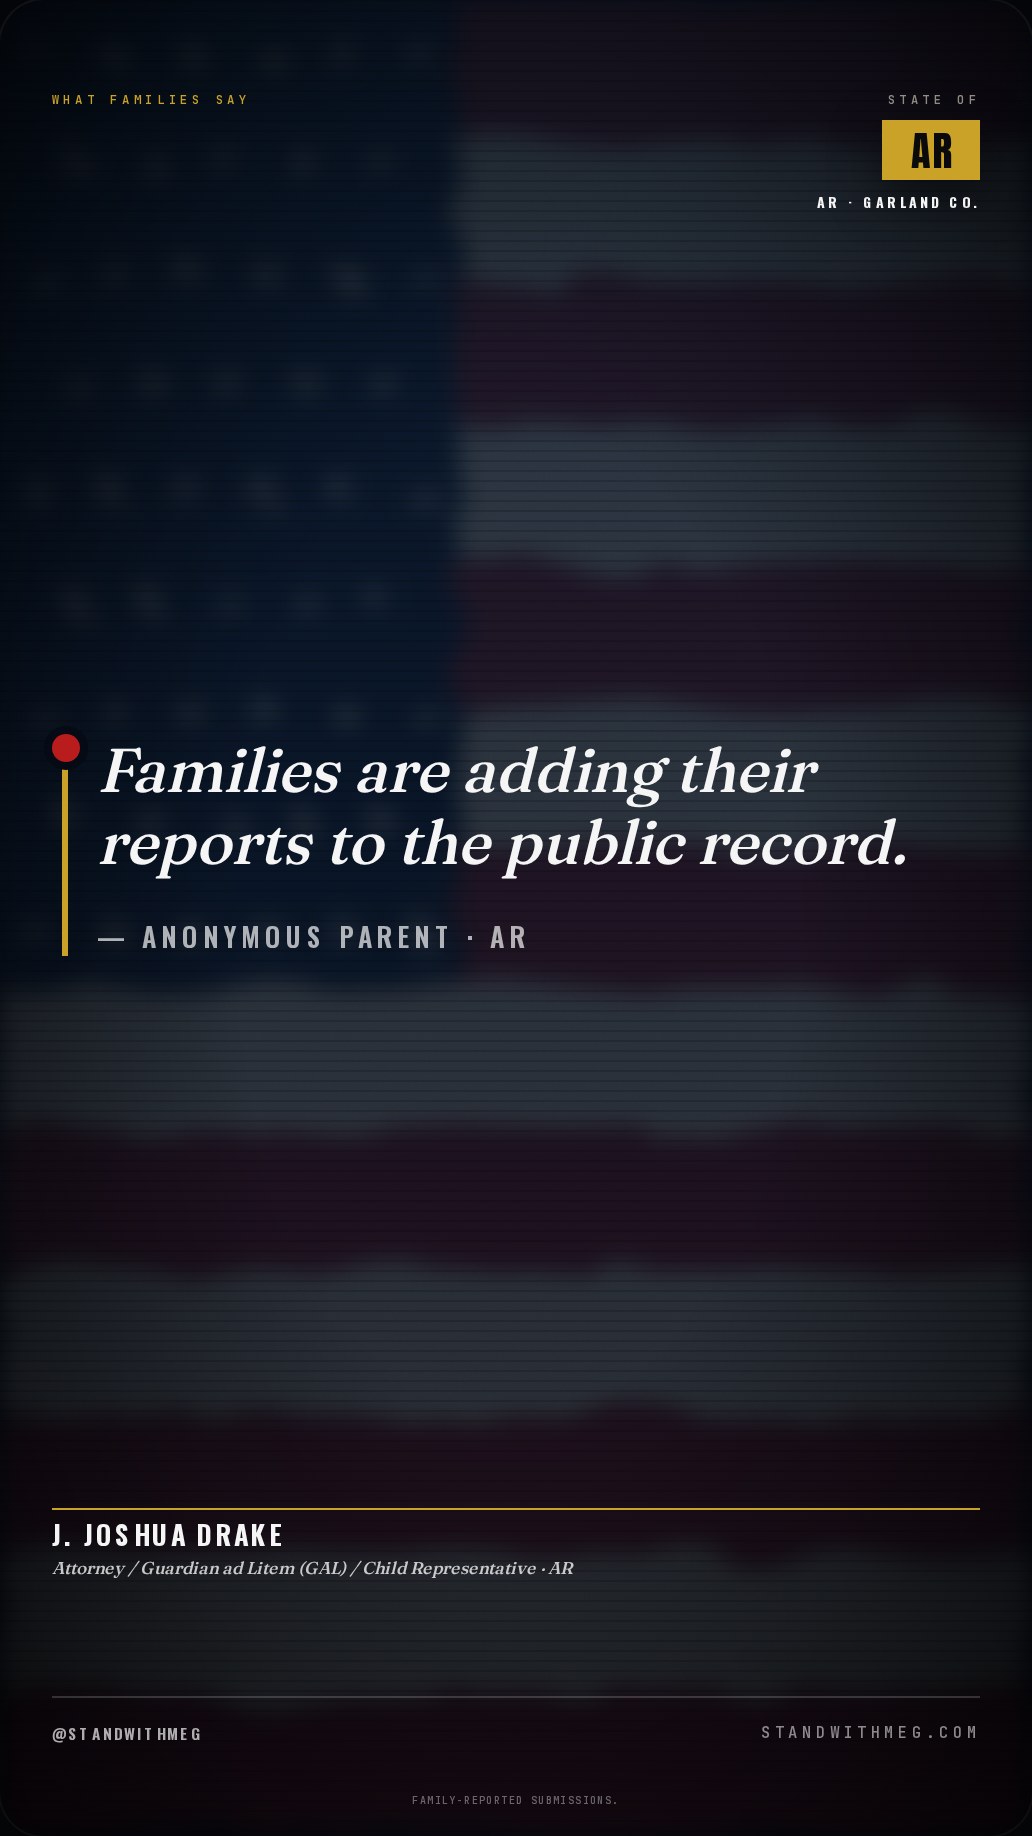 WHAT FAMILIES SAY
STATE OF
AR
AR · GARLAND CO.
Families are adding their
reports to the public record.
— ANONYMOUS PARENT · AR
J. JOSHUA DRAKE
Attorney / Guardian ad Litem (GAL) / Child Representative · AR
@STANDWITHMEG
STANDWITHMEG.COM
FAMILY-REPORTED SUBMISSIONS.